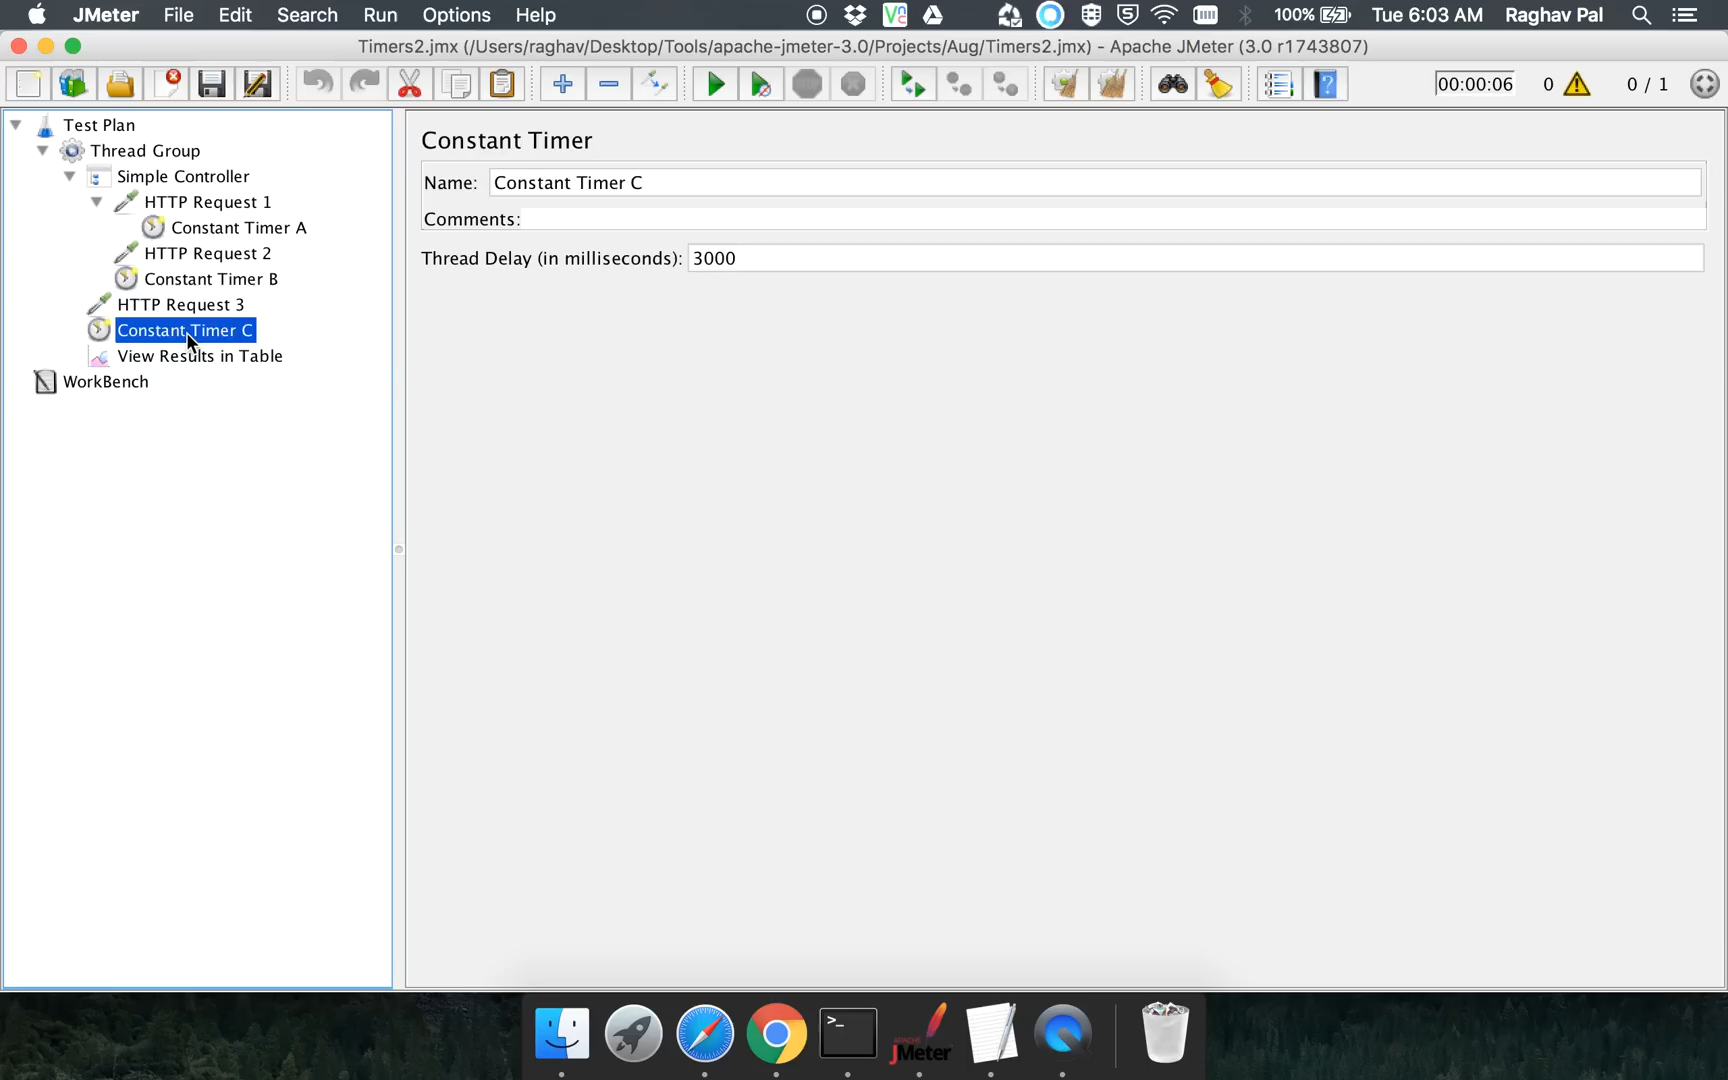 JMeter File Edit Search Run Options Help 100% Tue 6:03 AM Raghav Pal
Timers2.jmx (/Users/raghav/Desktop/Tools/apache-jmeter-3.0/Projects/Aug/Timers2.jmx) - Apache JMeter (3.0 r1743807)
00:00:06 0 0 / 1
Test Plan
Thread Group
Simple Controller
HTTP Request 1
Constant Timer A
HTTP Request 2
Constant Timer B
HTTP Request 3
Constant Timer C
View Results in Table
WorkBench
Constant Timer
Name: Constant Timer C
Comments:
Thread Delay (in milliseconds): 3000
APACHE
JMeter